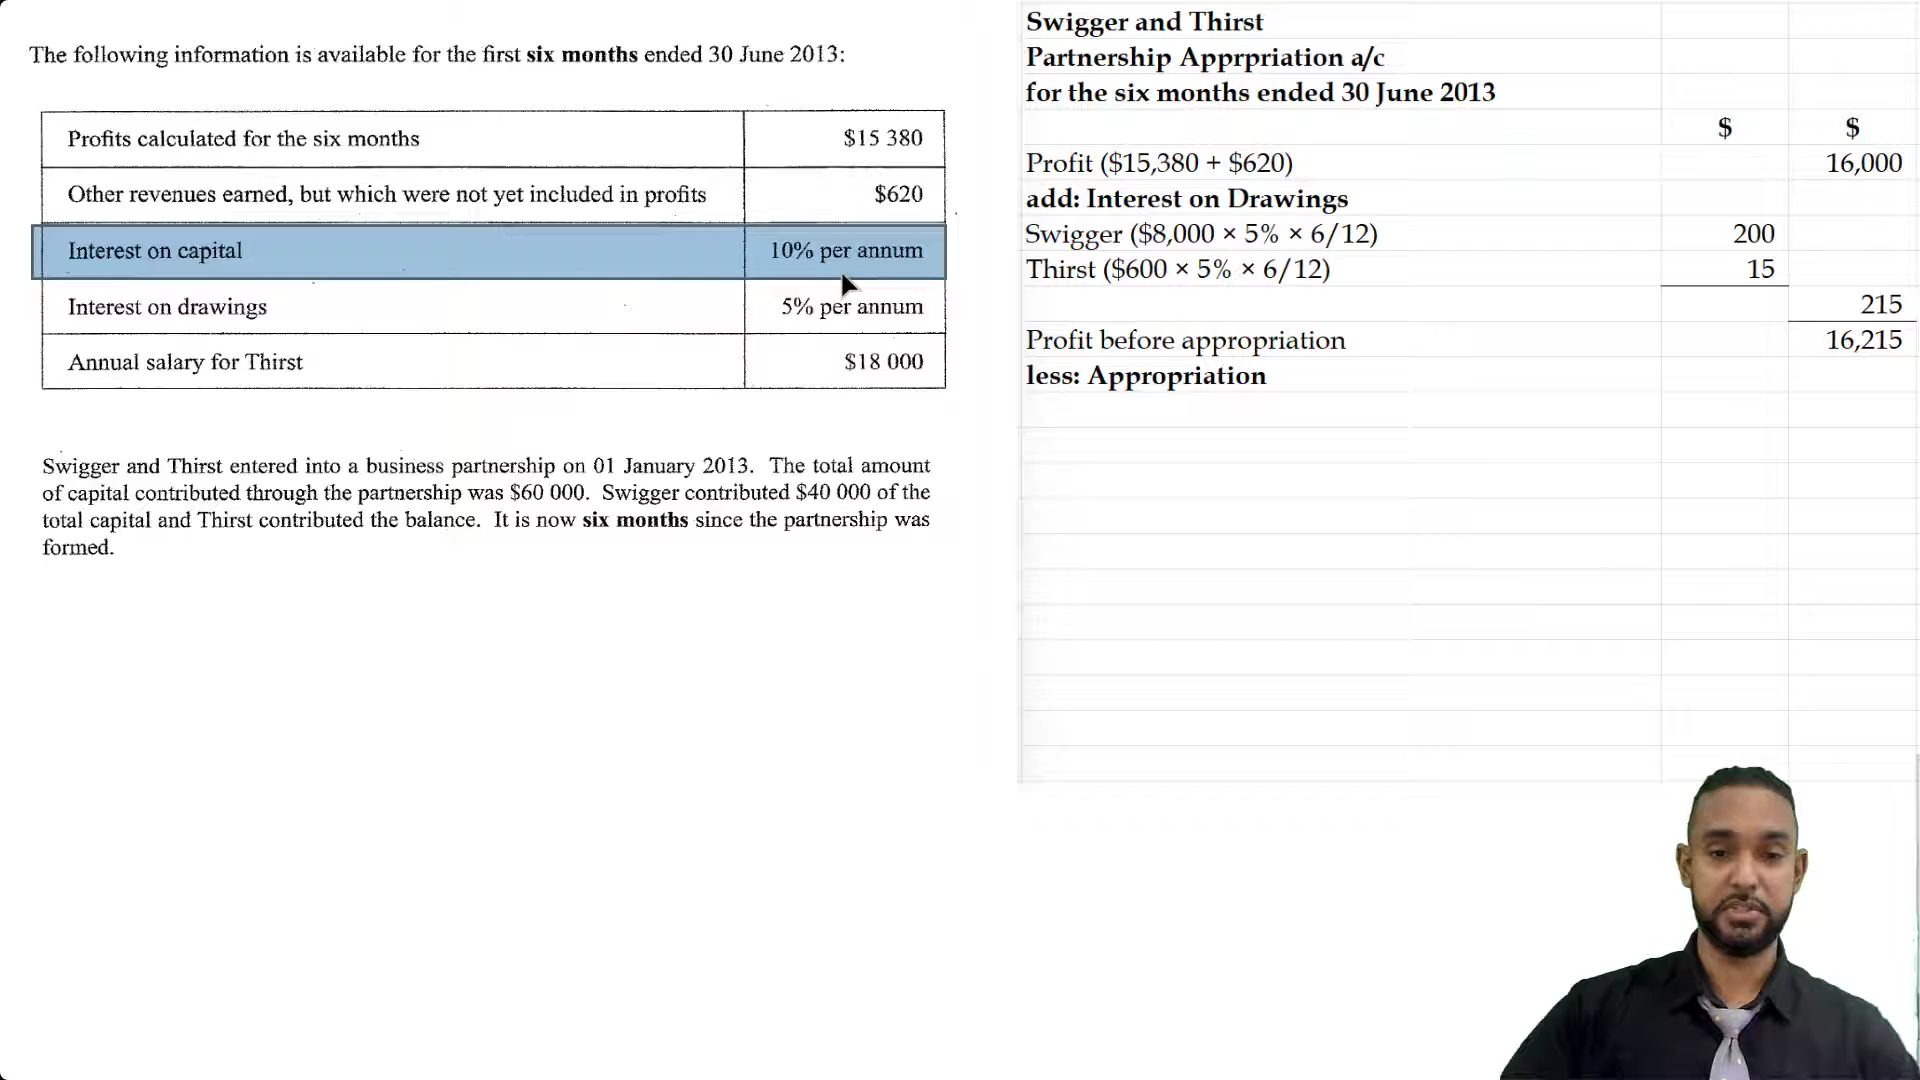 The following information is available for the first six months ended 30 June 2013:
Profits calculated for the six months $15 380
Other revenues earned, but which were not yet included in profits $620
Interest on capital 10% per annum
Interest on drawings 5% per annum
Annual salary for Thirst $18 000
Swigger and Thirst entered into a business partnership on 01 January 2013. The total amount
of capital contributed through the partnership was $60 000. Swigger contributed $40 000 of the
total capital and Thirst contributed the balance. It is now six months since the partnership was
formed.
Swigger and Thirst
Partnership Apprpriation a/c
for the six months ended 30 June 2013
$ $
Profit ($15,380 + $620) 16,000
add: Interest on Drawings
Swigger ($8,000 × 5% × 6/12) 200
Thirst ($600 × 5% × 6/12) 15
215
Profit before appropriation 16,215
less: Appropriation